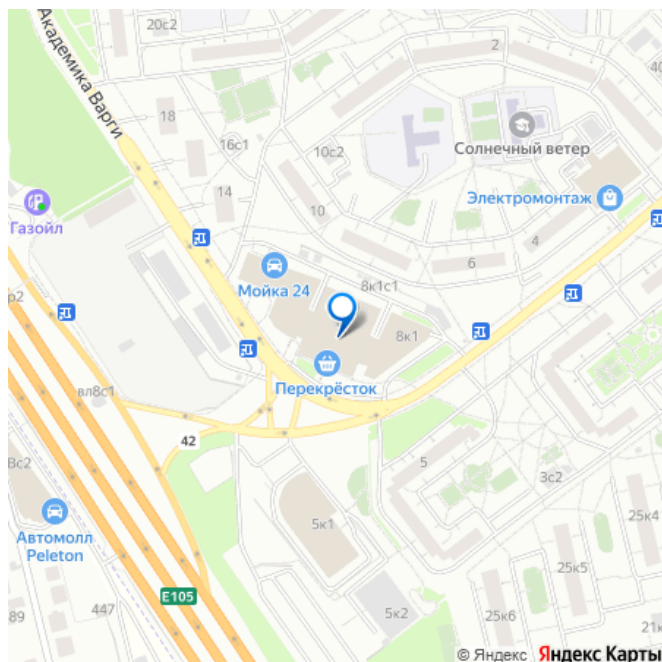 20с2
2
40
Академика Варги
18
16с1
10с2
Солнечный ветер
14
Газойл
10
Электромонтаж
4
6
р2
Мойка 24
8к1с1
8к1
Перекрёсток
вл8с1
42
5
3с2
Вс2
5к1
25к4
Автомолл
Peleton
25к5
E105
447
89
5к2
25к6
21к
© Яндекс Яндекс Карты